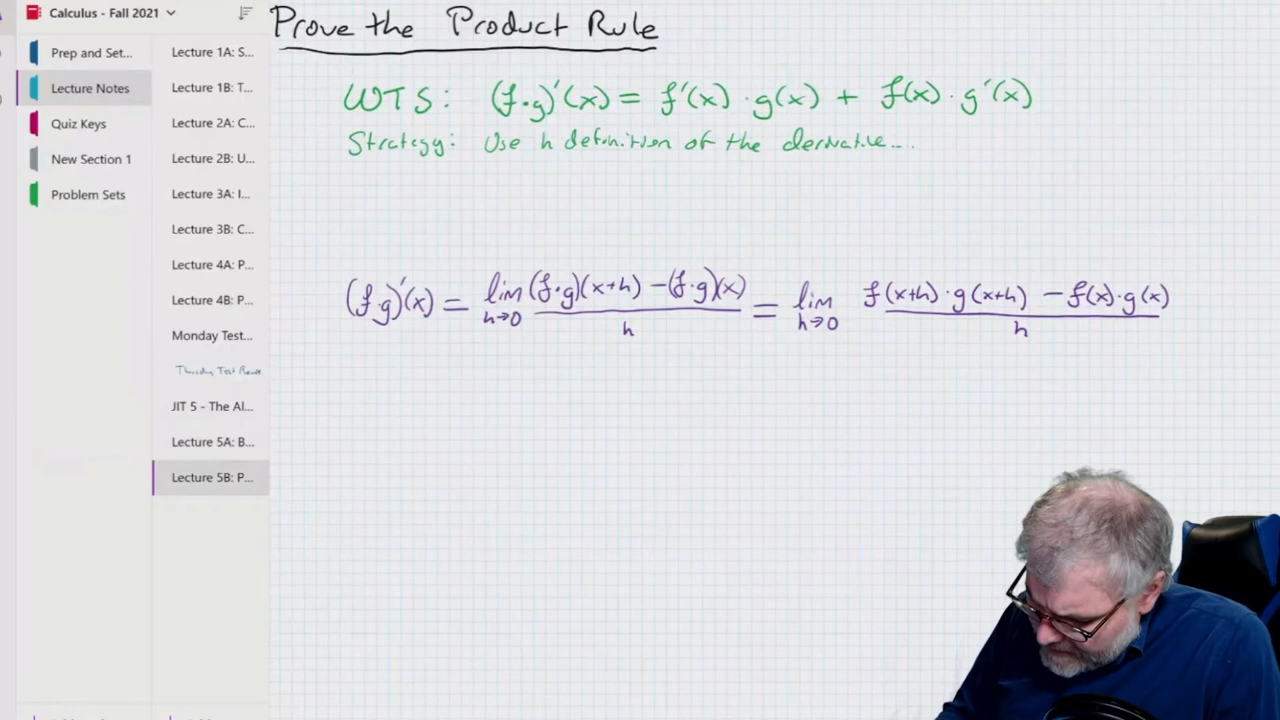 Calculus - Fall 2021
Prep and Set...
Lecture Notes
Quiz Keys
New Section 1
Problem Sets
Lecture 1A: S...
Lecture 1B: T...
Lecture 2A: C...
Lecture 2B: U...
Lecture 3A: I...
Lecture 3B: C...
Lecture 4A: P...
Lecture 4B: P...
Monday Test...
Thursday Test
JIT 5 - The Al...
Lecture 5A: B...
Lecture 5B: P...
Prove the Product Rule
WTS: (f·g)'(x) = f'(x) · g(x) + f(x) · g'(x)
Strategy: Use h definition of the derivative....
(f·g)'(x) = lim h→0 (f·g)(x+h) - (f·g)(x) / h = lim h→0 f(x+h) · g(x+h) - f(x)·g(x) / h